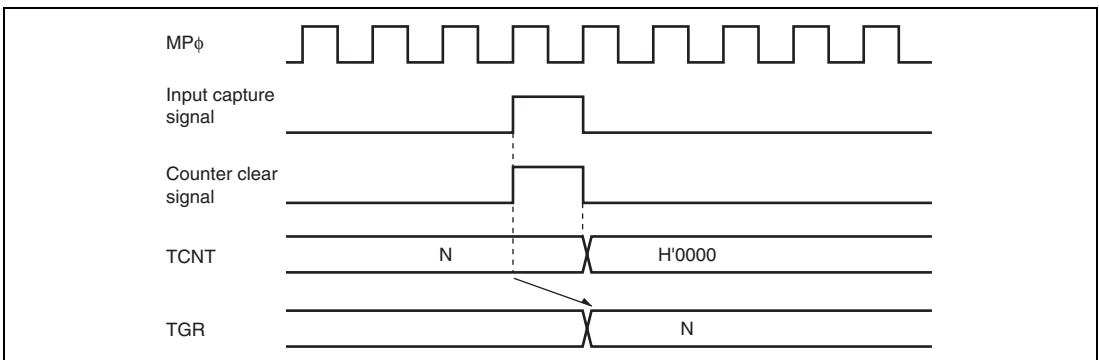 MPϕ
Input capture
signal
Counter clear
signal
TCNT N H'0000
TGR N